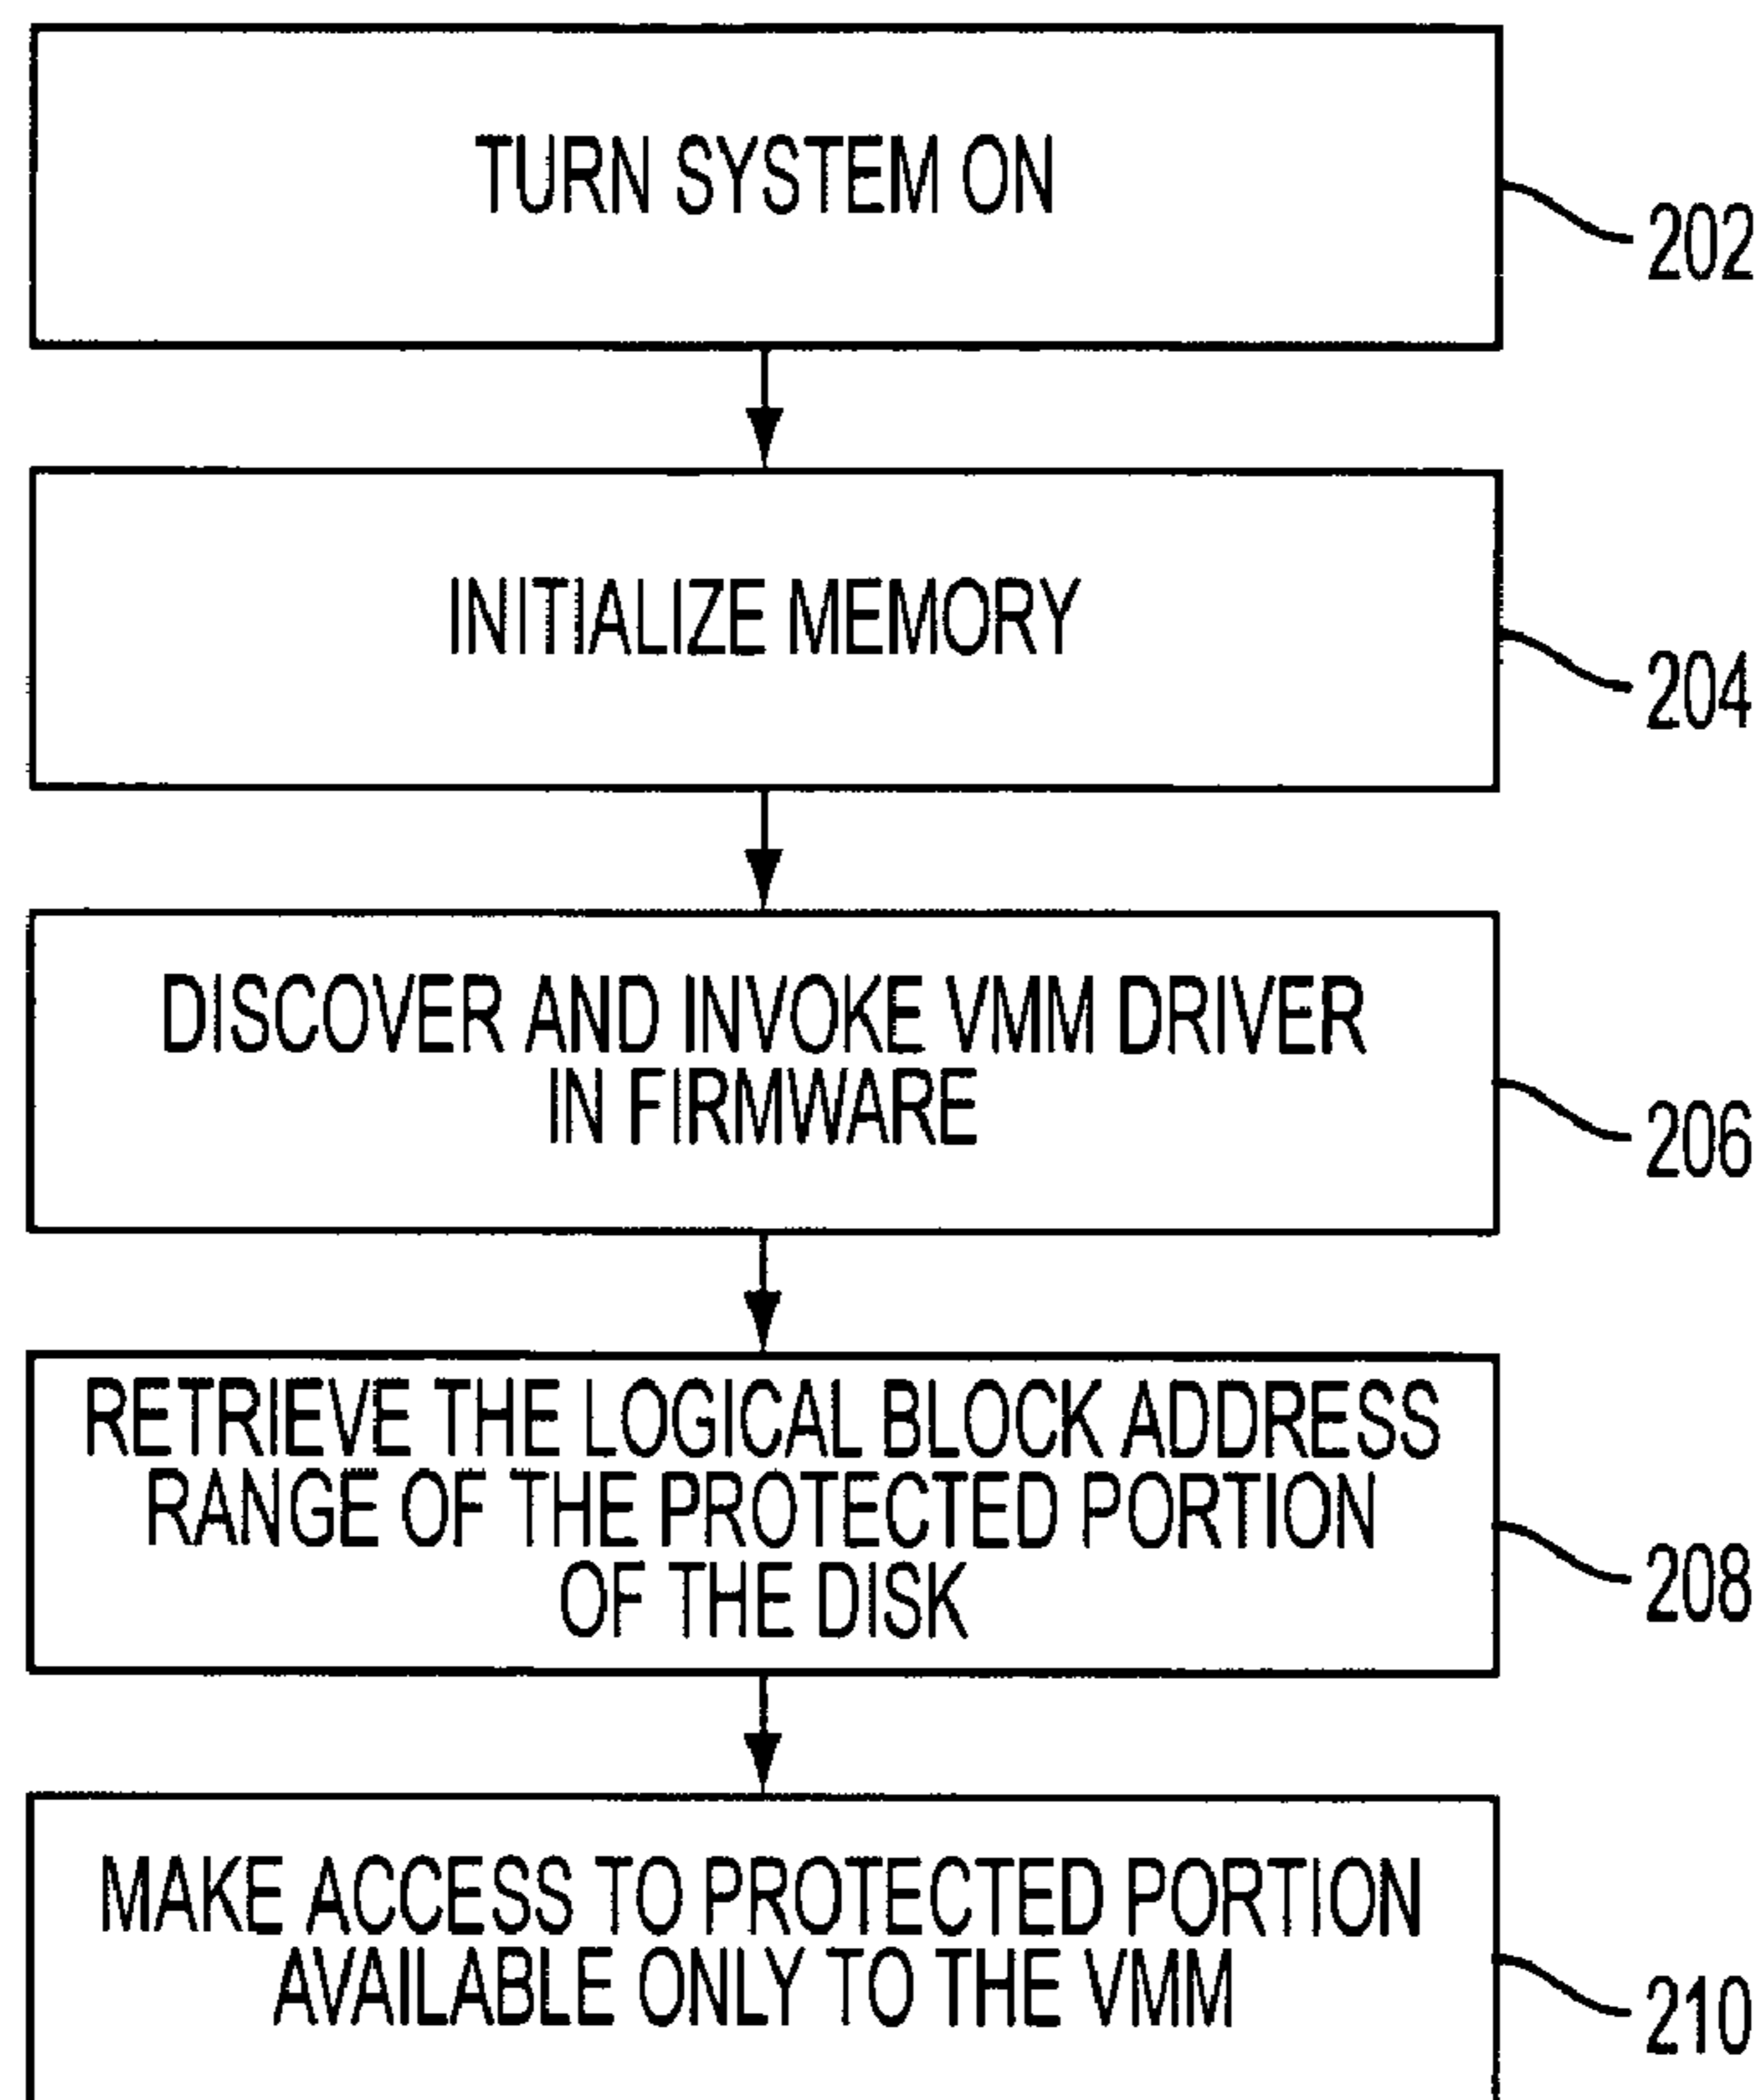 TURN SYSTEM ON
202
INITIALIZE MEMORY
204
DISCOVER AND INVOKE VMM DRIVER
IN FIRMWARE
206
RETRIEVE THE LOGICAL BLOCK ADDRESS
RANGE OF THE PROTECTED PORTION
OF THE DISK
208
MAKE ACCESS TO PROTECTED PORTION
AVAILABLE ONLY TO THE VMM
210